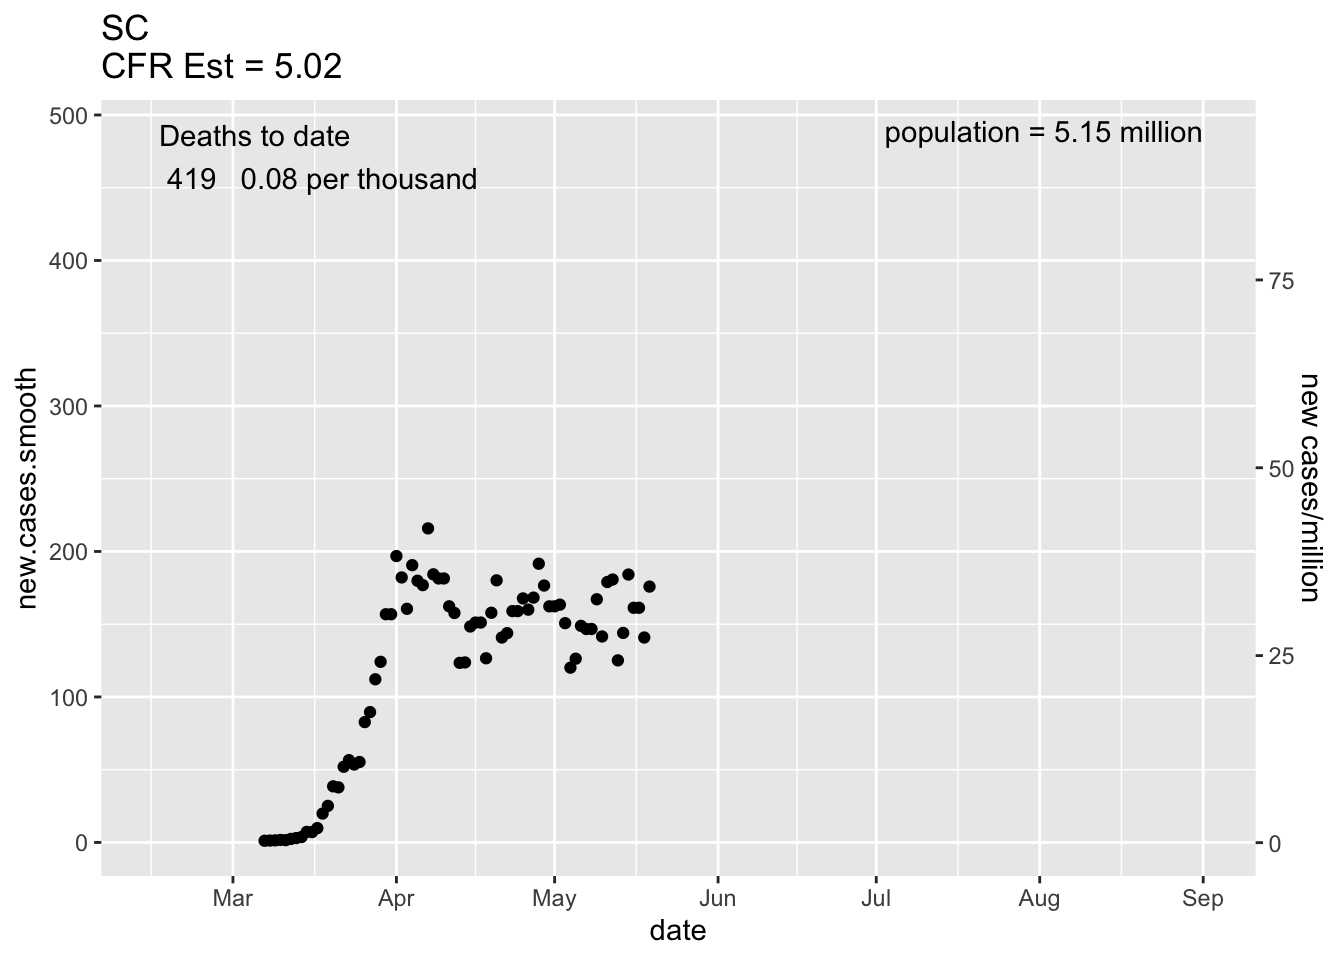 SC
CFR Est = 5.02
Deaths to date
419 0.08 per thousand
population = 5.15 million
500
400
300
200
100
0
new.cases.smooth
75
50
25
0
new cases/million
Mar Apr May Jun Jul Aug Sep
date